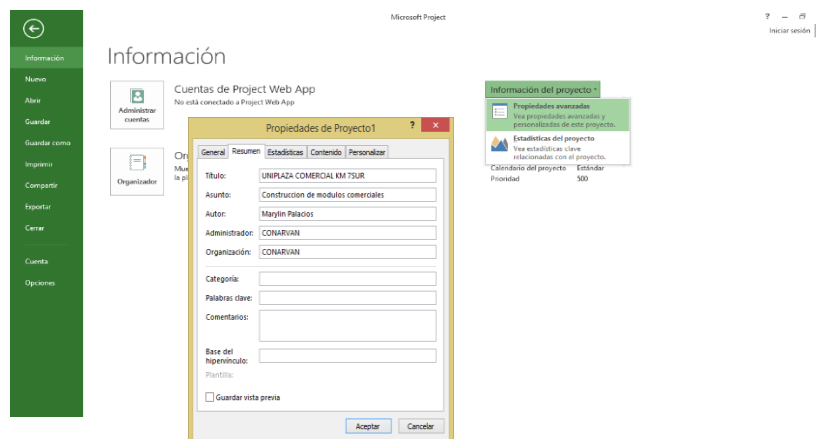 Microsoft Project
? – 
Iniciar sesión
Información
Nuevo
Abrir
Guardar
Guardar como
Imprimir
Compartir
Exportar
Cerrar
Cuenta
Opciones
Información
Administrar
cuentas
Cuentas de Project Web App
No está conectado a Project Web App
Organizador
Or
Mue
la pl
Información del proyecto
Propiedades avanzadas
Vea propiedades avanzadas y
personalizadas de este proyecto.
Estadísticas del proyecto
Vea estadísticas clave
relacionadas con el proyecto.
Calendario del proyecto Estándar
Prioridad 500
Propiedades de Proyecto1 ? ×
General Resumen Estadísticas Contenido Personalizar
Título: UNIPLAZA COMERCIAL KM 7SUR
Asunto: Construccion de modulos comerciales
Autor: Marylin Palacios
Administrador: CONARVAN
Organización: CONARVAN
Categoría:
Palabras clave:
Comentarios:
Base del
hipervínculo:
Plantilla:
Guardar vista previa
Aceptar Cancelar